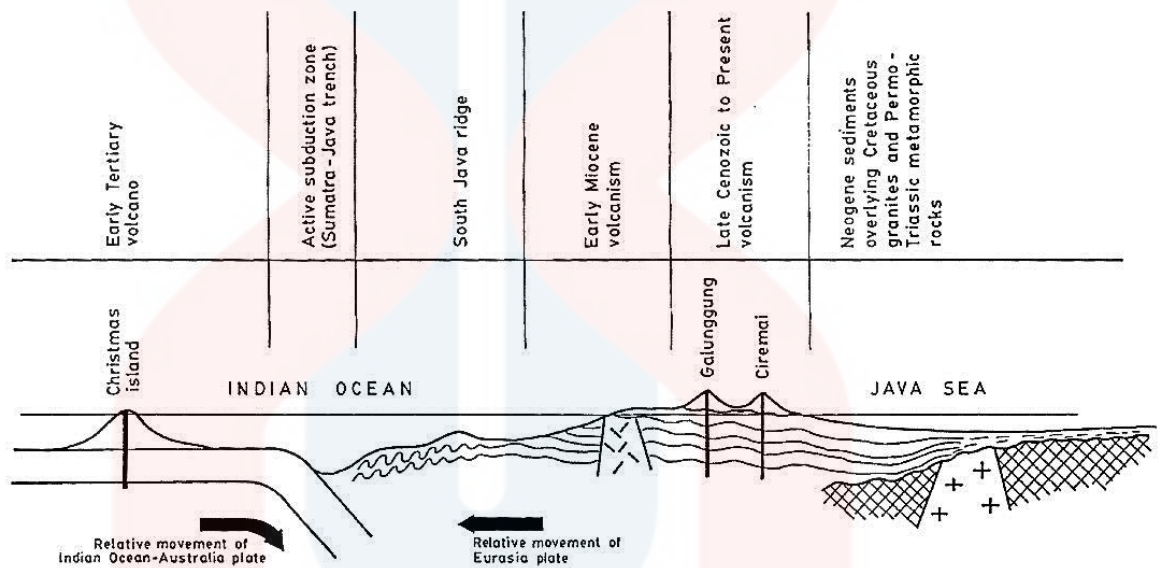 Early Tertiary
volcano
Active subduction zone
(Sumatra-Java trench)
South Java ridge
Early Miocene
volcanism
Late Cenozoic to Present
volcanism
Neogene sediments
overlying Cretaceous
granites and Permo-
Triassic metamorphic
rocks
Christmas
island
INDIAN OCEAN
Galunggung
Ciremai
JAVA SEA
Relative movement of
Indian Ocean-Australia plate
Relative movement of
Eurasia plate